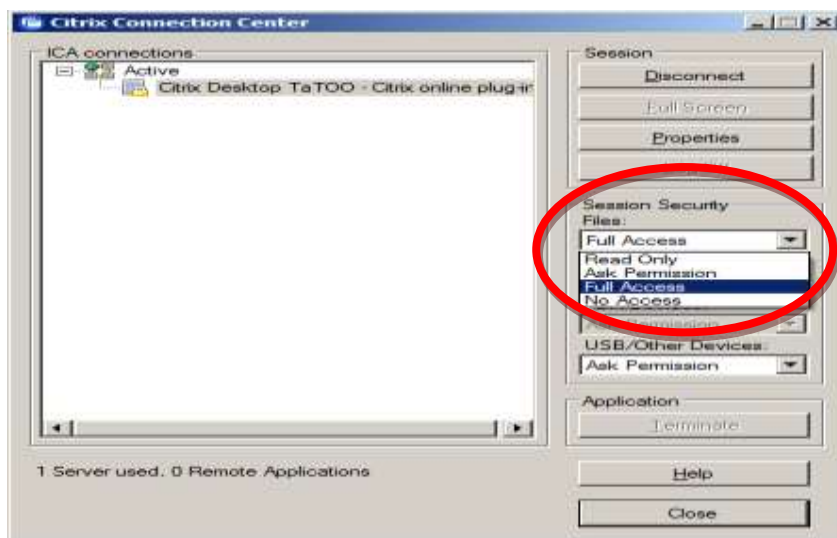 Citrix Connection Center
ICA connections
Active
Citrix Desktop TaTOO - Citrix online plug-in
1 Server used, 0 Remote Applications
Session
Disconnect
Full Screen
Properties
Session Security
Files:
Full Access
Read Only
Ask Permission
Full Access
No Access
Ask Permission
USB/Other Devices:
Ask Permission
Application
Terminate
Help
Close